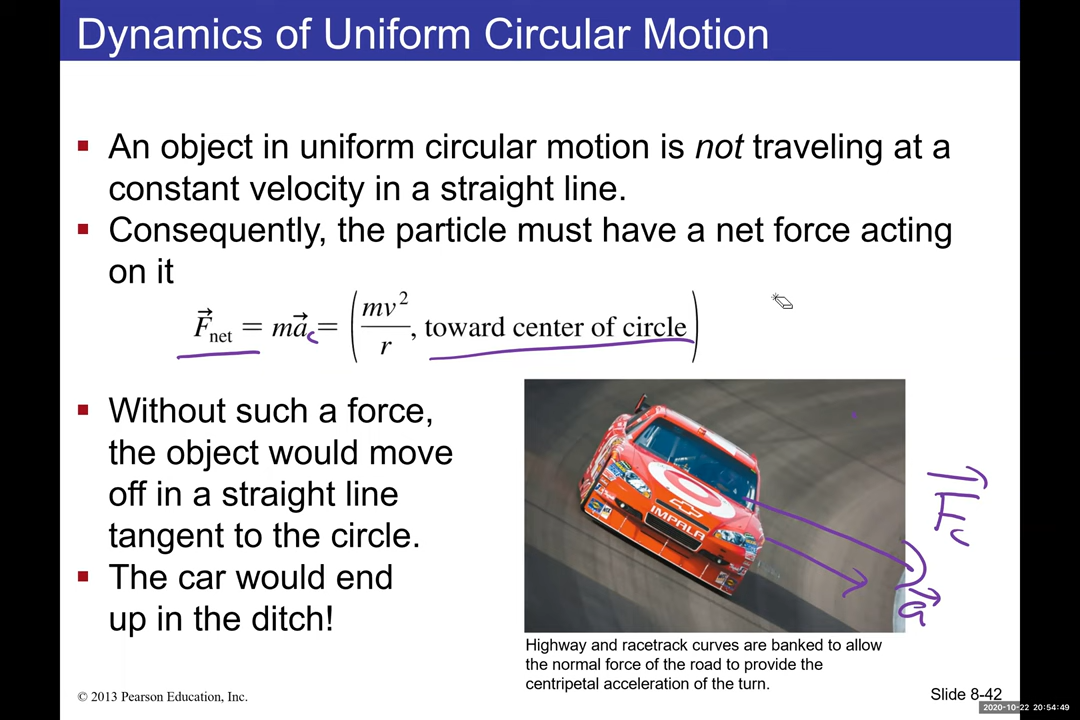 Dynamics of Uniform Circular Motion
An object in uniform circular motion is not traveling at a
constant velocity in a straight line.
Consequently, the particle must have a net force acting
on it
F⃗net = ma⃗c = (mv²/r, toward center of circle)
Without such a force,
the object would move
off in a straight line
tangent to the circle.
The car would end
up in the ditch!
IMPALA
Highway and racetrack curves are banked to allow
the normal force of the road to provide the
centripetal acceleration of the turn.
© 2013 Pearson Education, Inc.
Slide 8-42
2020-10-22 20:54:49